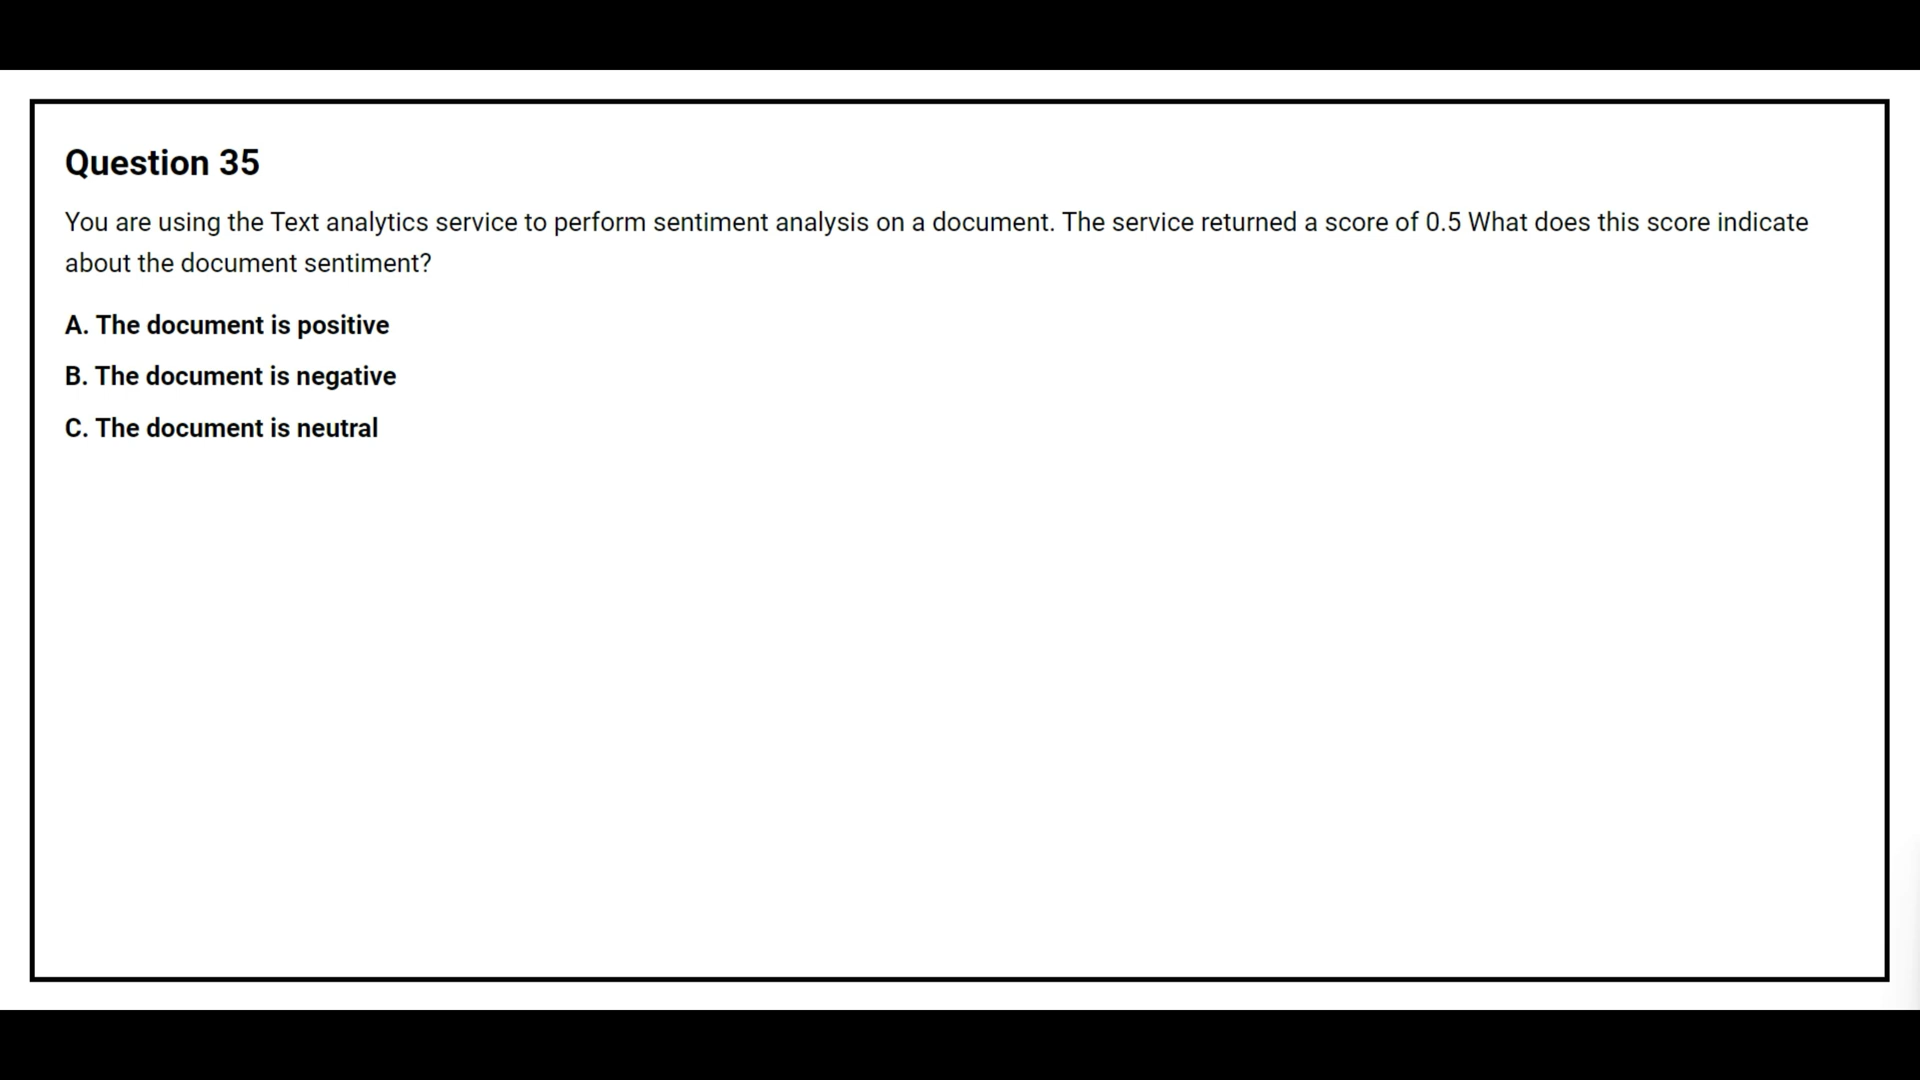 Question 35
You are using the Text analytics service to perform sentiment analysis on a document. The service returned a score of 0.5 What does this score indicate
about the document sentiment?
A. The document is positive
B. The document is negative
C. The document is neutral